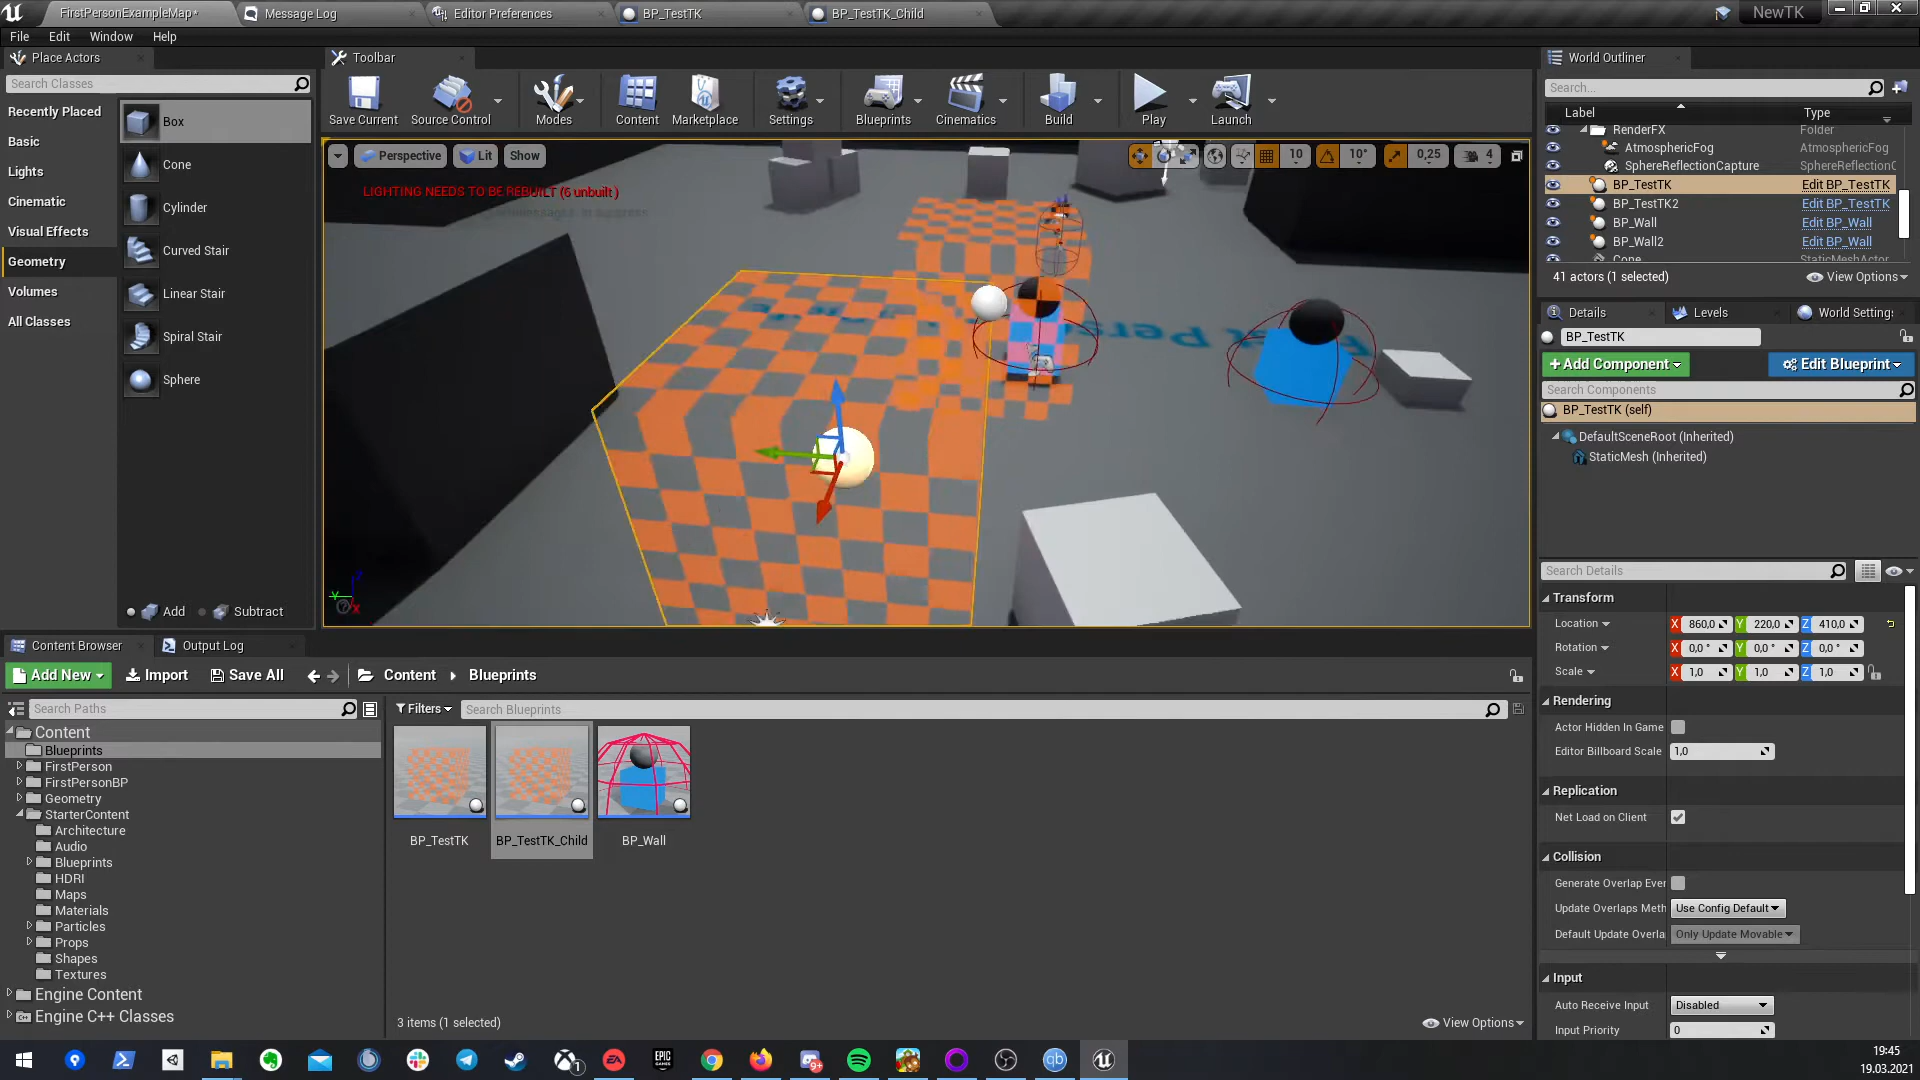 FirstPersonExampleMap*
Message Log
Editor Preferences
BP_TestTK
BP_TestTK_Child
NewTK
File
Edit
Window
Help
Place Actors
Search Classes
Recently Placed
Basic
Lights
Cinematic
Visual Effects
Geometry
Volumes
All Classes
Box
Cone
Cylinder
Curved Stair
Linear Stair
Spiral Stair
Sphere
Add
Subtract
Toolbar
Save Current
Source Control
Modes
Content
Marketplace
Settings
Blueprints
Cinematics
Build
Play
Launch
Perspective
Lit
Show
10
10°
0,25
4
LIGHTING NEEDS TO BE REBUILT (6 unbuilt)
World Outliner
Search...
Label
Type
RenderFX
Folder
AtmosphericFog
AtmosphericFog
SphereReflectionCapture
SphereReflectionC
BP_TestTK
Edit BP_TestTK
BP_TestTK2
Edit BP_TestTK
BP_Wall
Edit BP_Wall
BP_Wall2
Edit BP_Wall
Cone
StaticMeshActor
41 actors (1 selected)
View Options
Details
Levels
World Settings
BP_TestTK
+Add Component
Edit Blueprint
Search Components
BP_TestTK (self)
DefaultSceneRoot (Inherited)
StaticMesh (Inherited)
Search Details
Transform
Location
X 860,0 Y 220,0 Z 410,0
Rotation
X 0,0 ° Y 0,0 ° Z 0,0 °
Scale
X 1,0 Y 1,0 Z 1,0
Rendering
Actor Hidden In Game
Editor Billboard Scale
1,0
Replication
Net Load on Client
Collision
Generate Overlap Ever
Update Overlaps Meth
Use Config Default
Default Update Overla
Only Update Movable
Input
Auto Receive Input
Disabled
Input Priority
0
Content Browser
Output Log
Add New
Import
Save All
Content
Blueprints
Search Paths
Filters
Search Blueprints
Content
Blueprints
FirstPerson
FirstPersonBP
Geometry
StarterContent
Architecture
Audio
Blueprints
HDRI
Maps
Materials
Particles
Props
Shapes
Textures
Engine Content
Engine C++ Classes
BP_TestTK
BP_TestTK_Child
BP_Wall
3 items (1 selected)
View Options
EA
EPIC GAMES
qb
19:45
19.03.2021